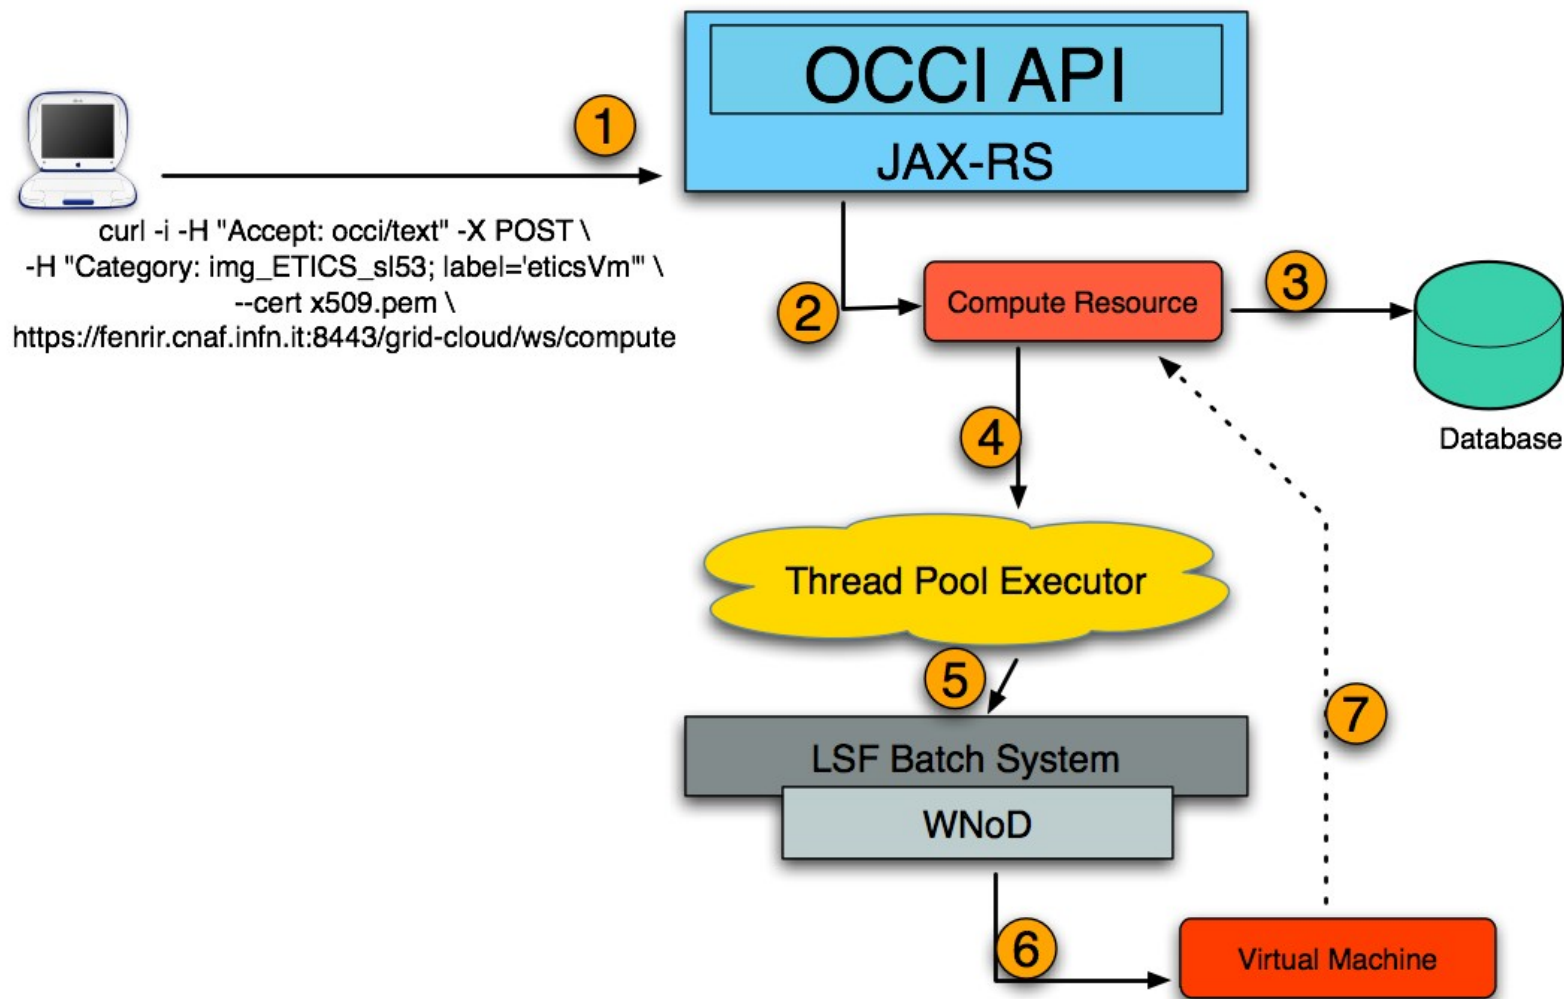 OCCI API
JAX-RS
1
curl -i -H "Accept: occi/text" -X POST \
-H "Category: img_ETICS_sl53; label='eticsVm'" \
--cert x509.pem \
https://fenrir.cnaf.infn.it:8443/grid-cloud/ws/compute
2
Compute Resource
3
Database
4
Thread Pool Executor
5
LSF Batch System
WNoD
7
6
Virtual Machine